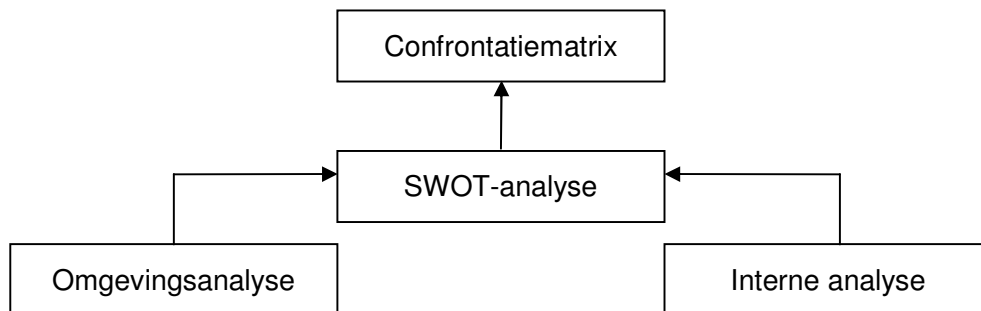 Confrontatiematrix
SWOT-analyse
Omgevingsanalyse
Interne analyse